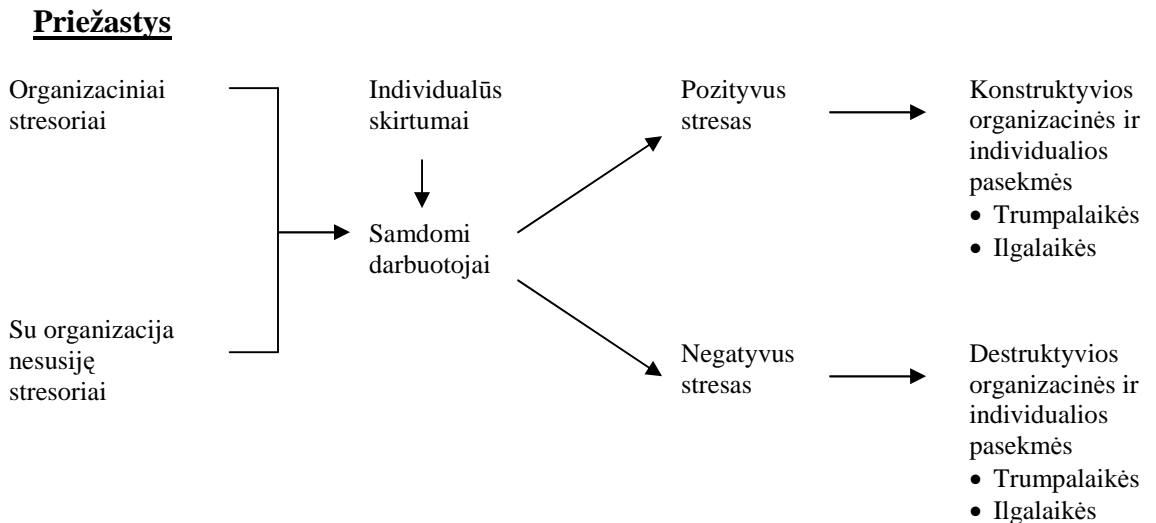 Priežastys
Organizaciniai
stresoriai
Su organizacija
nesusiję
stresoriai
Individualūs
skirtumai
Samdomi
darbuotojai
Pozityvus
stresas
Negatyvus
stresas
Konstruktyvios
organizacinės ir
individualios
pasekmės
• Trumpalaikės
• Ilgalaikės
Destruktyvios
organizacinės ir
individualios
pasekmės
• Trumpalaikės
• Ilgalaikės